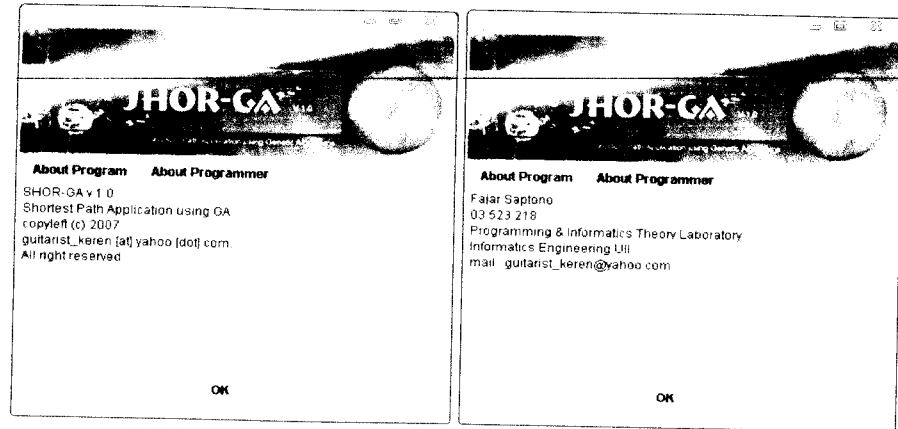 JHOR-GA
About Program About Programmer
SHOR-GA v 1.0
Shortest Path Application using GA
copyleft (c) 2007
guitarist_keren [at] yahoo [dot] com.
All right reserved
OK
JHOR-GA
About Program About Programmer
Fajar Saptono
03 523 218
Programming & Informatics Theory Laboratory
Informatics Engineering UII
mail : guitarist_keren@yahoo.com
OK